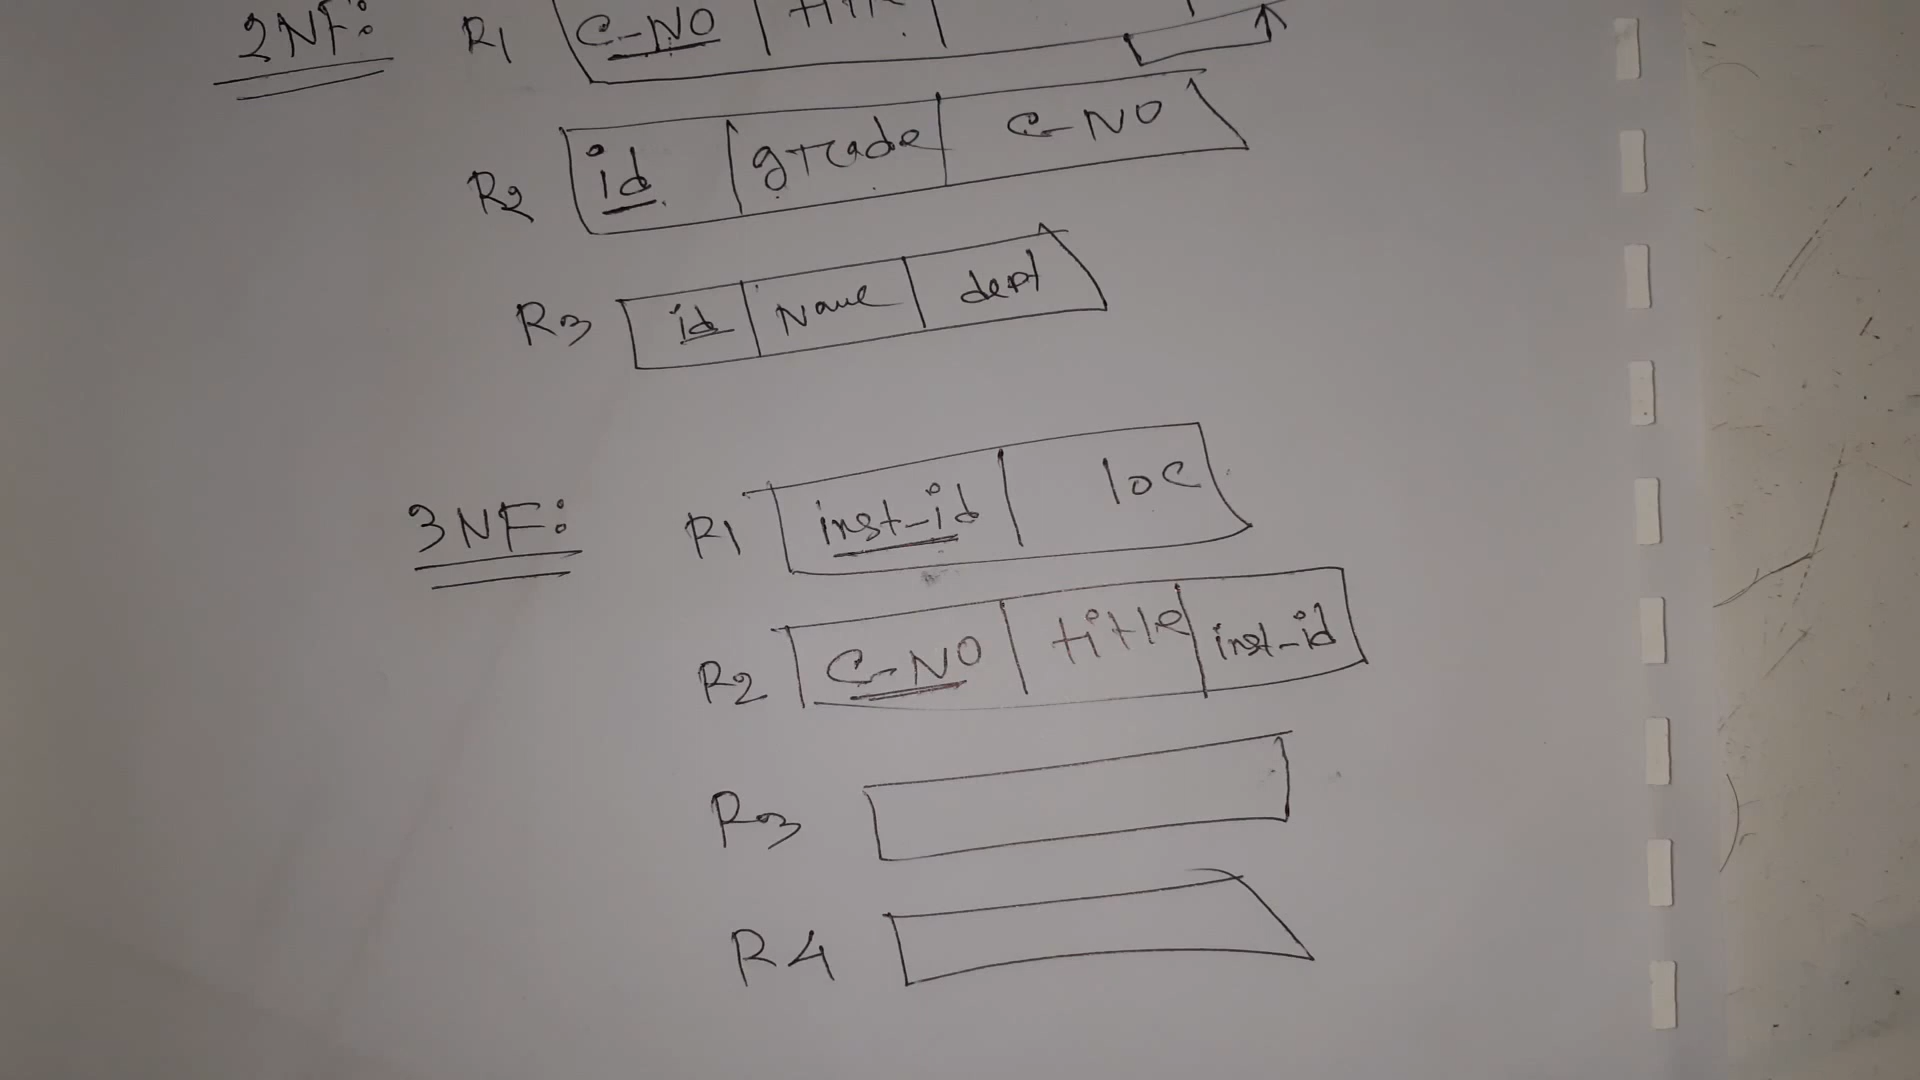 2NF: R1 C-NO title
R2 id grade C-NO
R3 id Name dept
3NF: R1 inst-id loc
R2 C-NO title inst-id
R3
R4